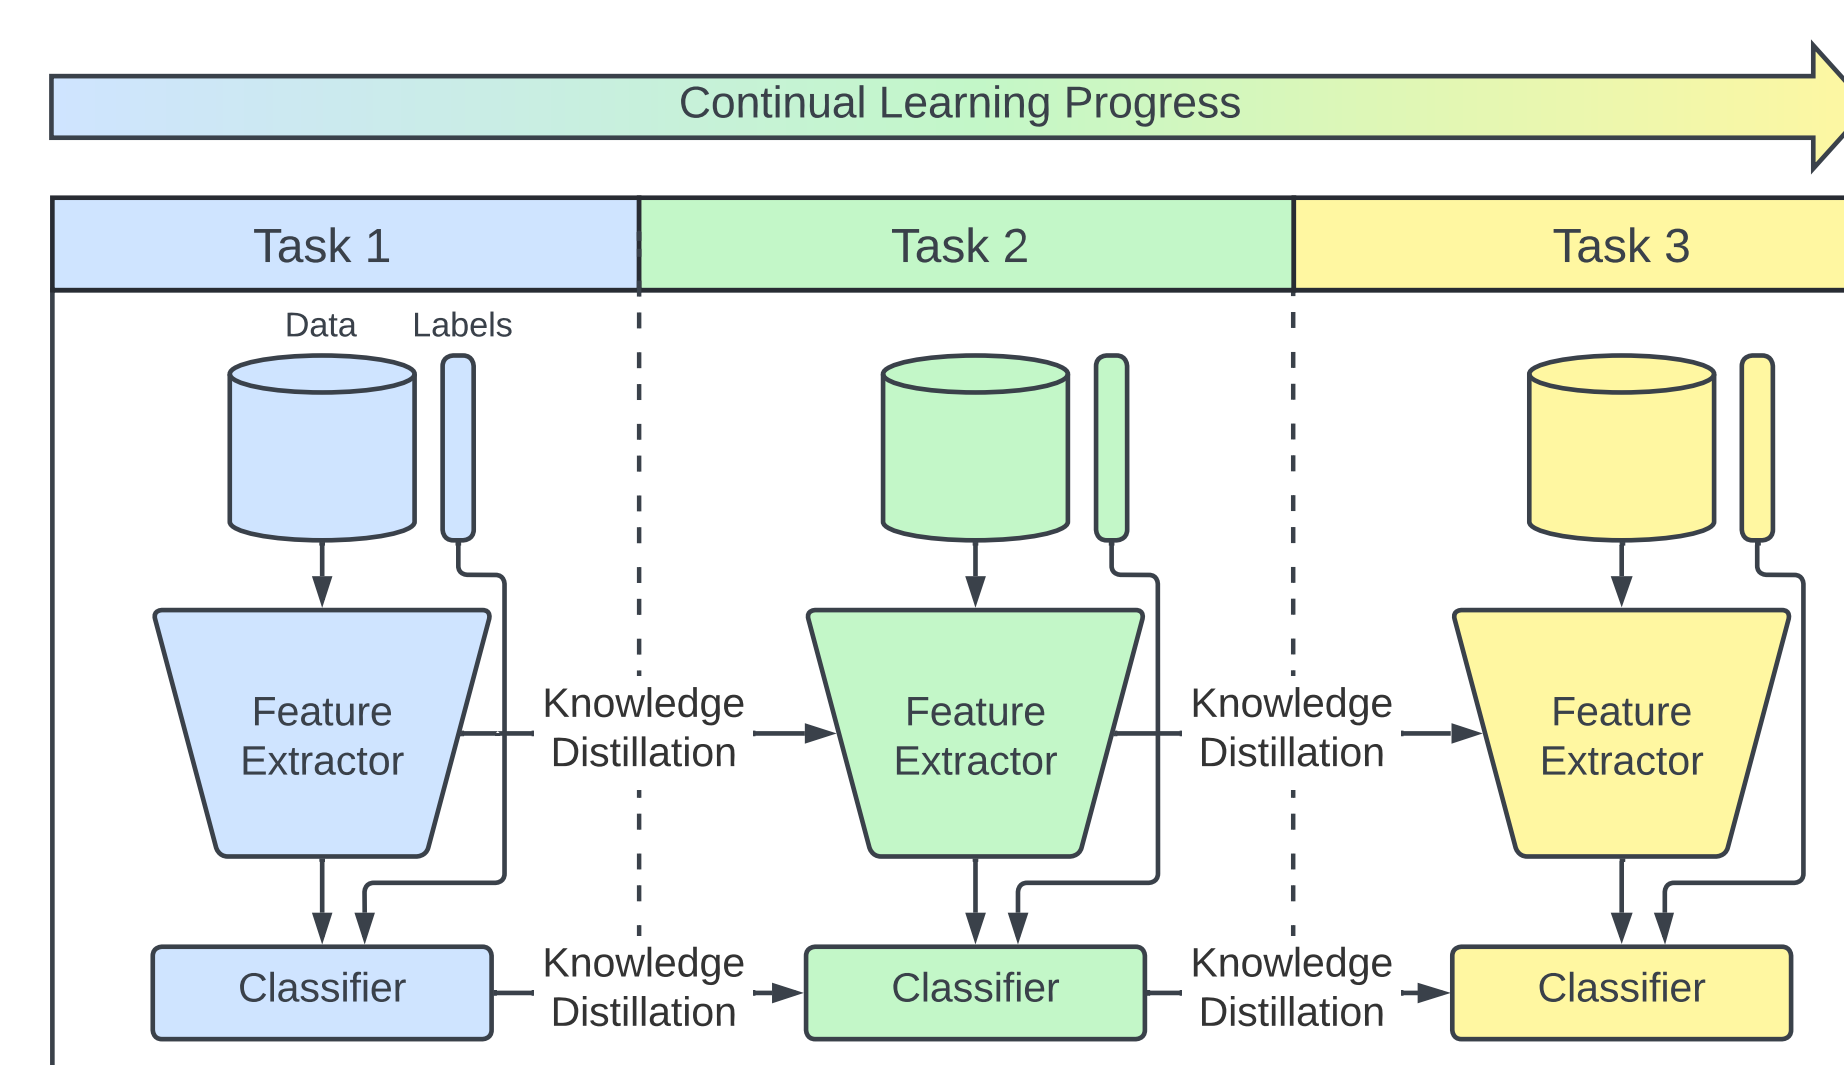 Continual Learning Progress
Task 1
Task 2
Task 3
Data
Labels
Feature
Extractor
Knowledge
Distillation
Feature
Extractor
Knowledge
Distillation
Feature
Extractor
Classifier
Knowledge
Distillation
Classifier
Knowledge
Distillation
Classifier